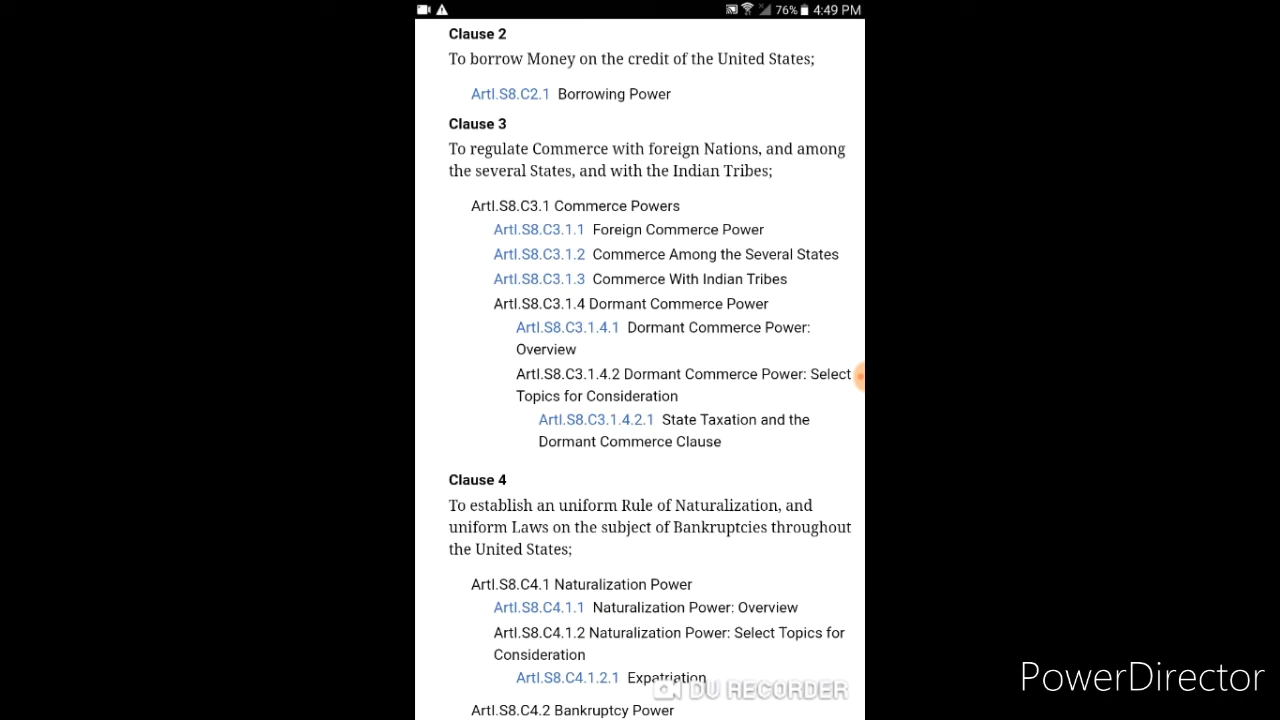 76% 4:49 PM
Clause 2
To borrow Money on the credit of the United States;
ArtI.S8.C2.1 Borrowing Power
Clause 3
To regulate Commerce with foreign Nations, and among
the several States, and with the Indian Tribes;
ArtI.S8.C3.1 Commerce Powers
ArtI.S8.C3.1.1 Foreign Commerce Power
ArtI.S8.C3.1.2 Commerce Among the Several States
ArtI.S8.C3.1.3 Commerce With Indian Tribes
ArtI.S8.C3.1.4 Dormant Commerce Power
ArtI.S8.C3.1.4.1 Dormant Commerce Power:
Overview
ArtI.S8.C3.1.4.2 Dormant Commerce Power: Select
Topics for Consideration
ArtI.S8.C3.1.4.2.1 State Taxation and the
Dormant Commerce Clause
Clause 4
To establish an uniform Rule of Naturalization, and
uniform Laws on the subject of Bankruptcies throughout
the United States;
ArtI.S8.C4.1 Naturalization Power
ArtI.S8.C4.1.1 Naturalization Power: Overview
ArtI.S8.C4.1.2 Naturalization Power: Select Topics for
Consideration
ArtI.S8.C4.1.2.1 Expatriation
DU RECORDER
ArtI.S8.C4.2 Bankruptcy Power
PowerDirector